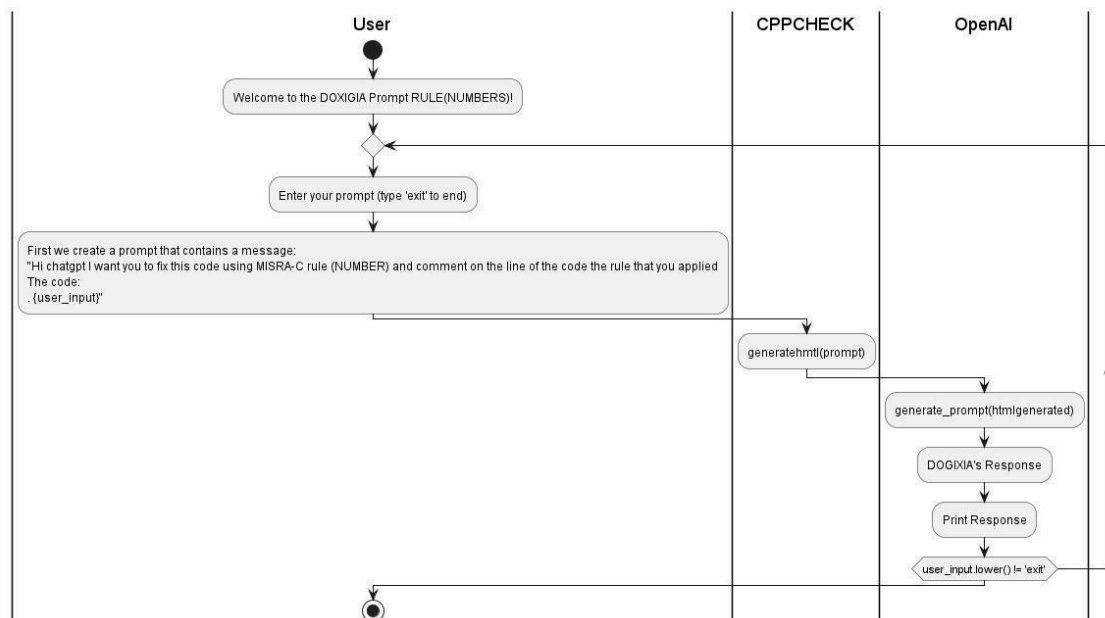 User
CPPCHECK
OpenAI
Welcome to the DOXIGIA Prompt RULE(NUMBERS)!
Enter your prompt (type 'exit' to end)
First we create a prompt that contains a message:
"Hi chatgpt I want you to fix this code using MISRA-C rule (NUMBER) and comment on the line of the code the rule that you applied
The code:
. {user_input}"
generatehmtl(prompt)
generate_prompt(htmlgenerated)
DOGIXIA's Response
Print Response
user_input.lower() != 'exit'